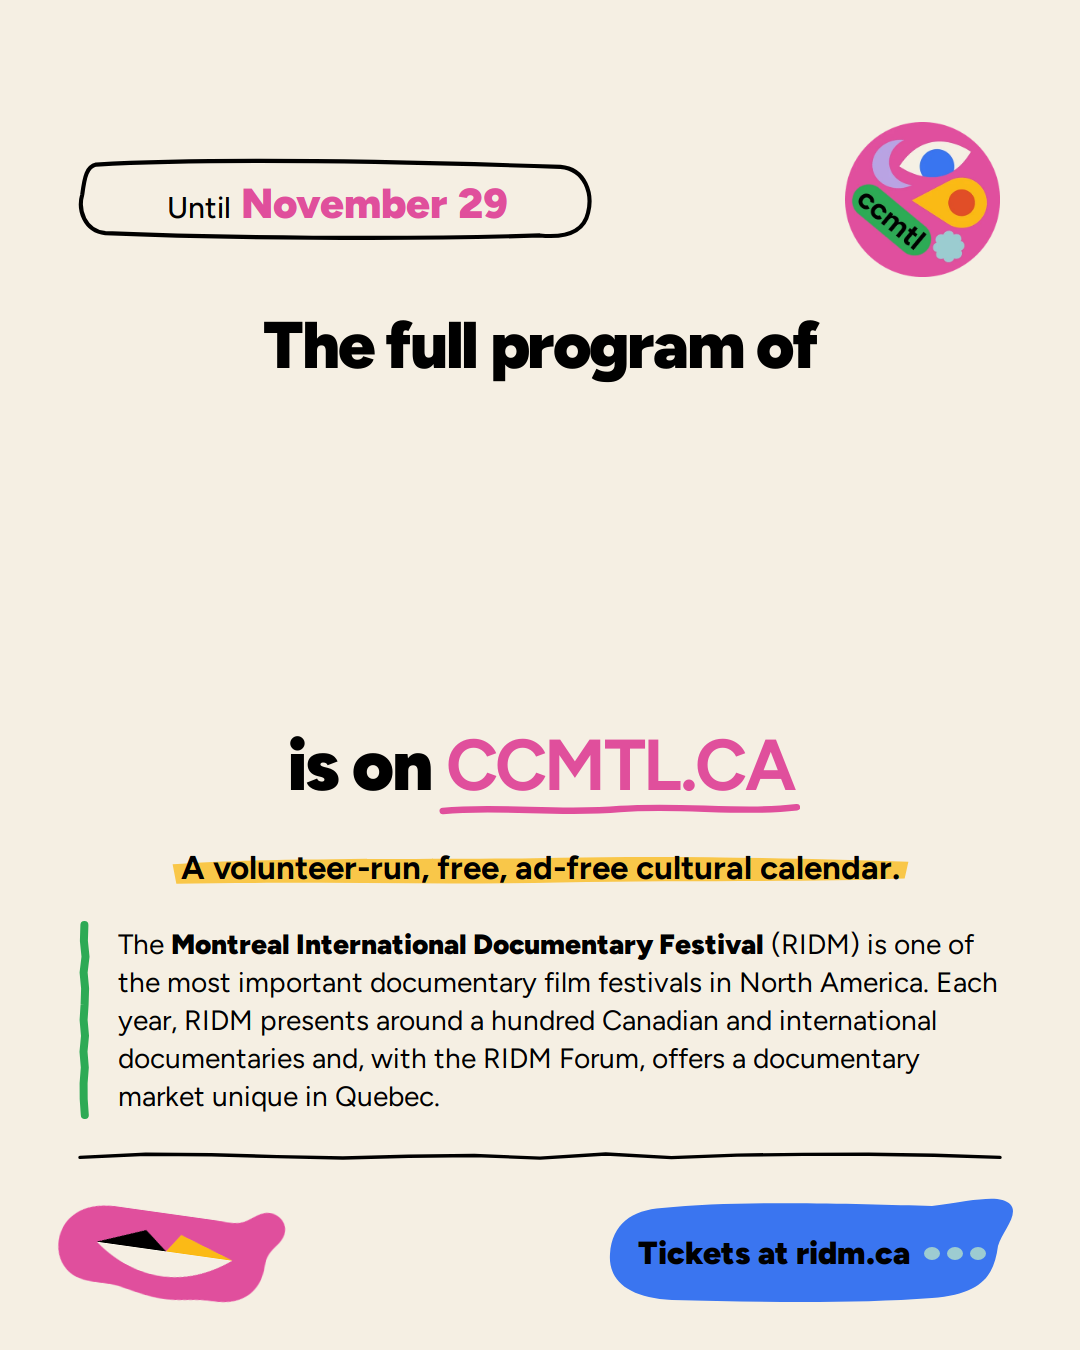 Until November 29
ccmtl
The full program of
is on CCMTL.CA
A volunteer-run, free, ad-free cultural calendar.
The Montreal International Documentary Festival (RIDM) is one of
the most important documentary film festivals in North America. Each
year, RIDM presents around a hundred Canadian and international
documentaries and, with the RIDM Forum, offers a documentary
market unique in Quebec.
Tickets at ridm.ca